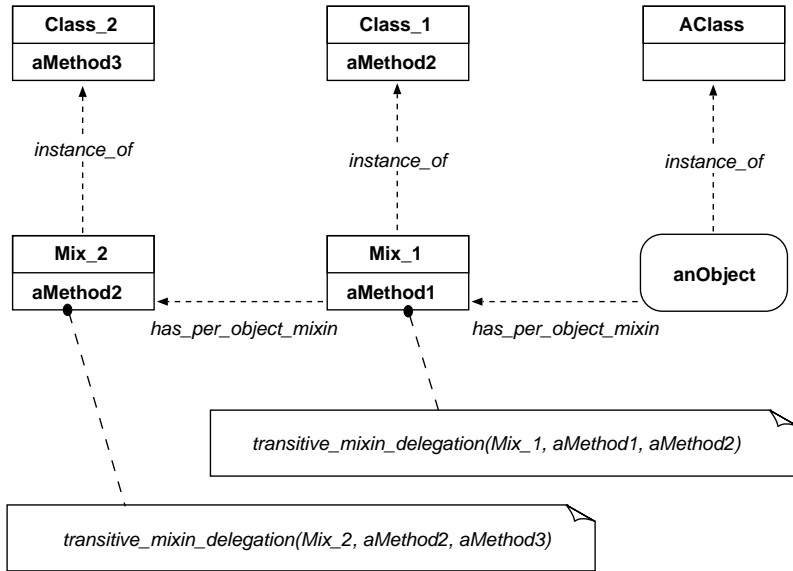 Class_2
Class_1
AClass
aMethod3
aMethod2
instance_of
instance_of
instance_of
Mix_2
Mix_1
anObject
aMethod2
aMethod1
has_per_object_mixin
has_per_object_mixin
transitive_mixin_delegation(Mix_1, aMethod1, aMethod2)
transitive_mixin_delegation(Mix_2, aMethod2, aMethod3)